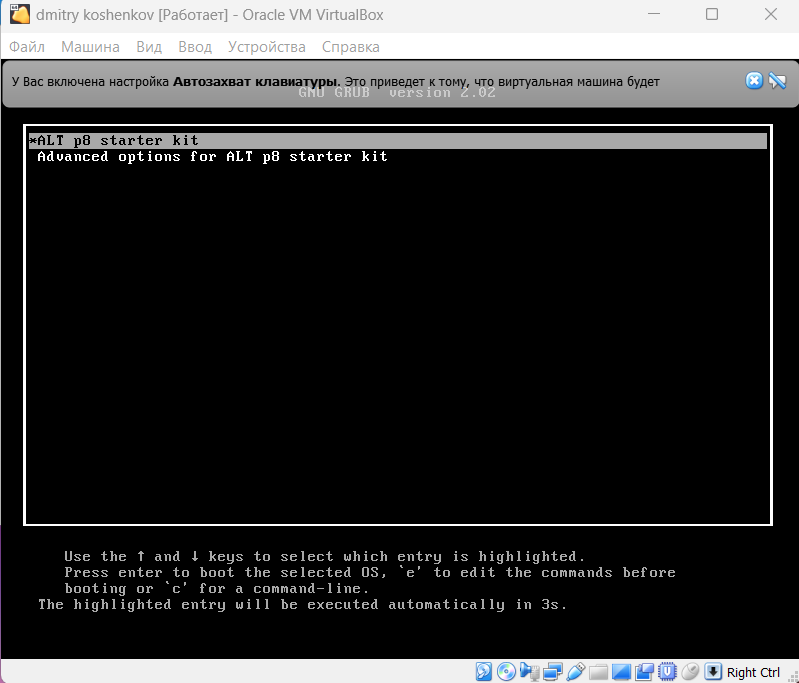 dmitry koshenkov [Работает] - Oracle VM VirtualBox
Файл Машина Вид Ввод Устройства Справка
У Вас включена настройка Автозахват клавиатуры. Это приведет к тому, что виртуальная машина будет
GNU GRUB version 2.02
*ALT p8 starter kit
Advanced options for ALT p8 starter kit
Use the ↑ and ↓ keys to select which entry is highlighted.
Press enter to boot the selected OS, `e' to edit the commands before
booting or `c' for a command-line.
The highlighted entry will be executed automatically in 3s.
Right Ctrl